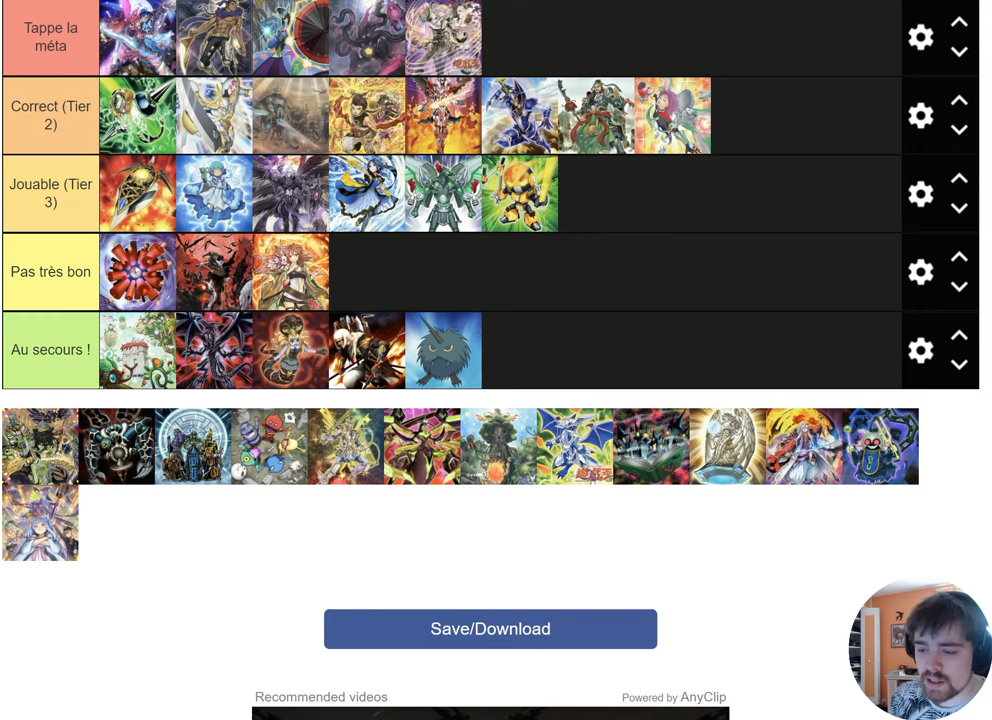 Tappe la
méta
Correct (Tier
2)
Jouable (Tier
3)
Pas très bon
Au secours !
Save/Download
Recommended videos
Powered by AnyClip